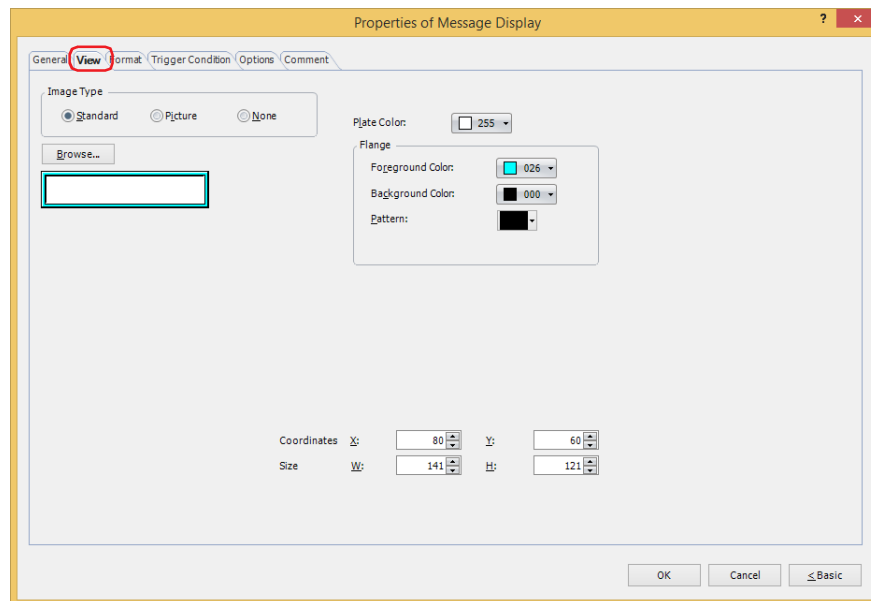 Properties of Message Display
? ×
General View Format Trigger Condition Options Comment
Image Type
Standard Picture None
Plate Color: 255
Browse...
Flange
Foreground Color: 026
Background Color: 000
Pattern:
Coordinates X: 80 Y: 60
Size W: 141 H: 121
OK Cancel < Basic